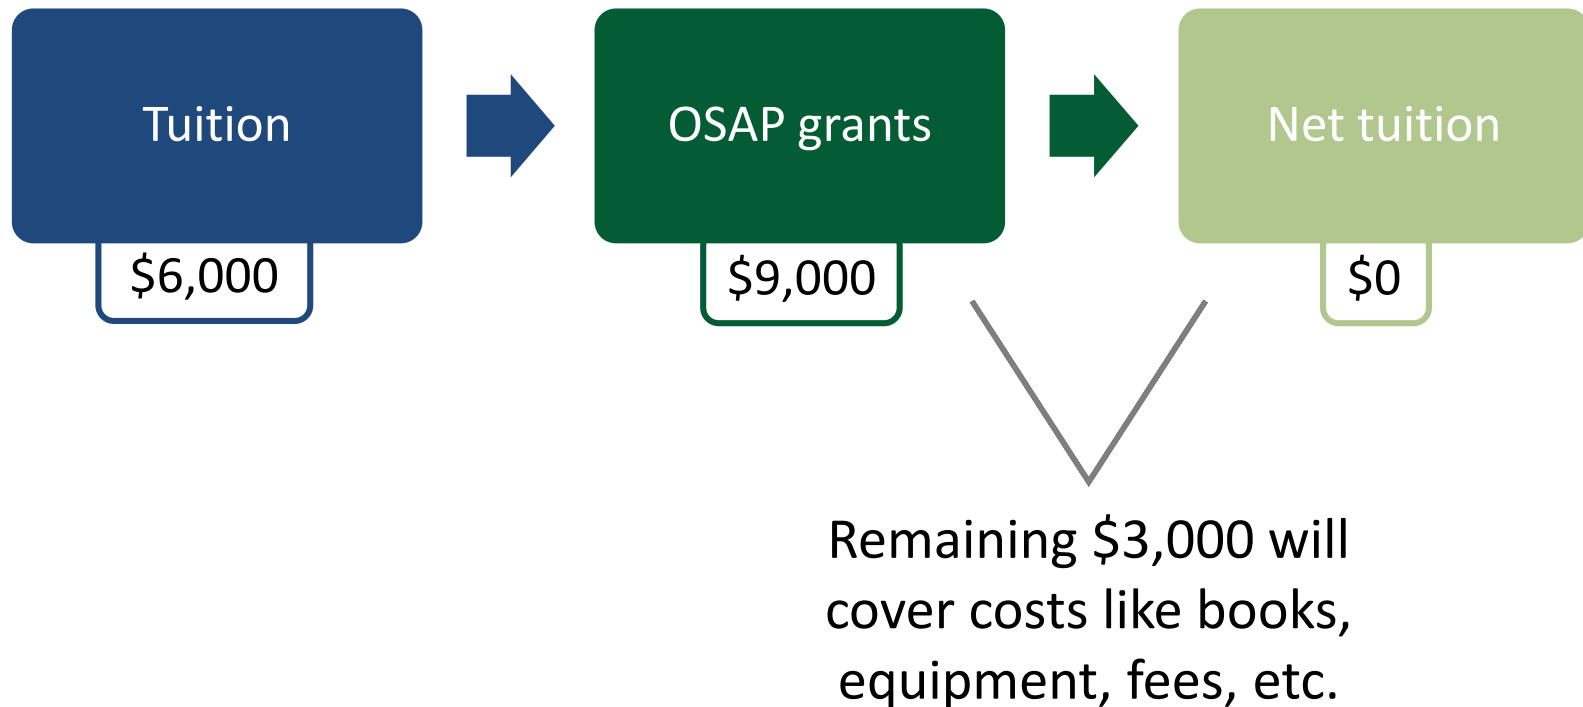 Tuition
OSAP grants
Net tuition
$6,000
$9,000
$0
Remaining $3,000 will
cover costs like books,
equipment, fees, etc.